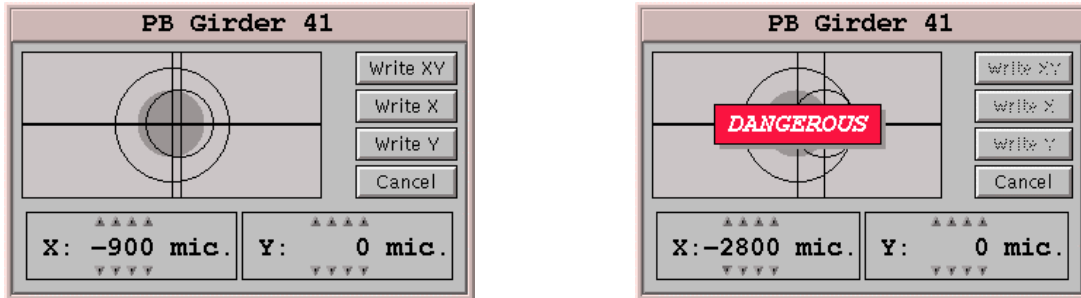 PB Girder 41
Write XY
Write X
Write Y
Cancel
X: -900 mic.
Y: 0 mic.
PB Girder 41
DANGEROUS
Write XY
Write X
Write Y
Cancel
X:-2800 mic.
Y: 0 mic.